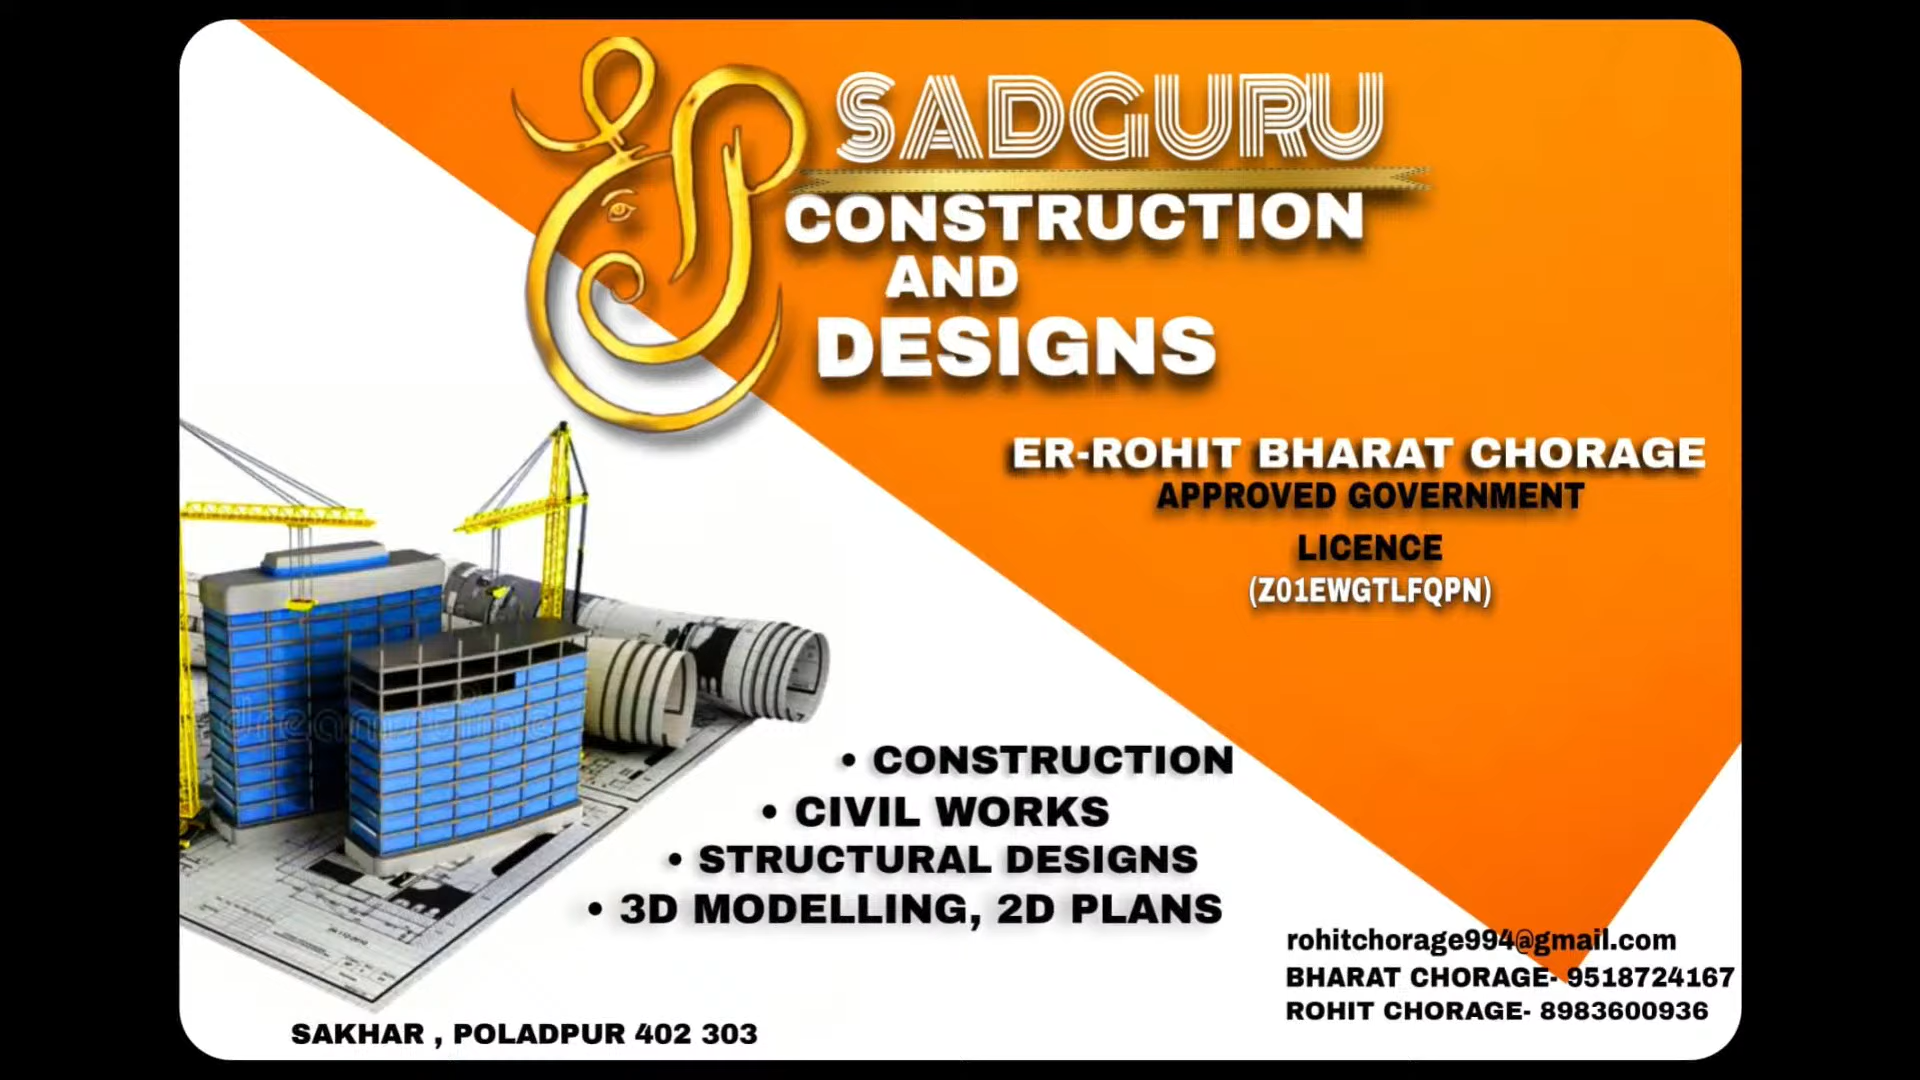 SADGURU
CONSTRUCTION
AND
DESIGNS
ER-ROHIT BHARAT CHORAGE
APPROVED GOVERNMENT
LICENCE
(Z01EWGTLFQPN)
dreamstime
• CONSTRUCTION
• CIVIL WORKS
• STRUCTURAL DESIGNS
• 3D MODELLING, 2D PLANS
rohitchorage994@gmail.com
BHARAT CHORAGE- 9518724167
ROHIT CHORAGE- 8983600936
SAKHAR , POLADPUR 402 303